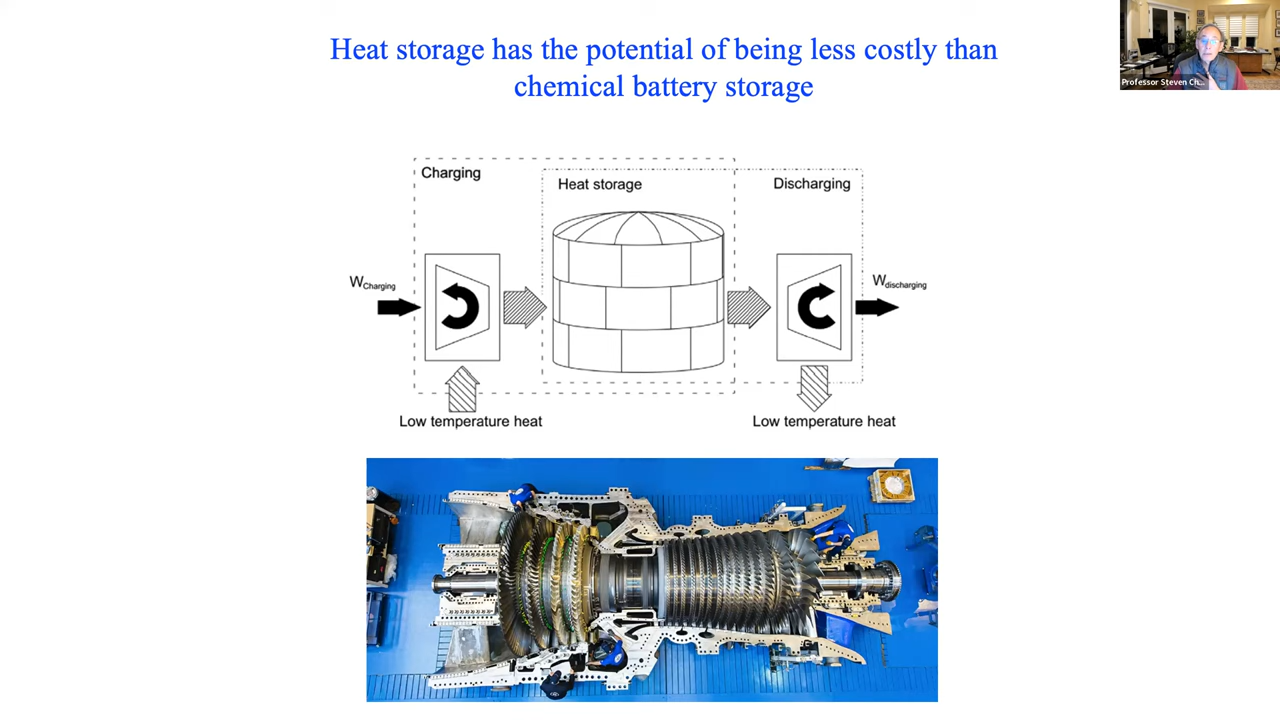 Heat storage has the potential of being less costly than
chemical battery storage
Professor Steven Ch...
Charging
Heat storage
Discharging
WCharging
Wdischarging
Low temperature heat
Low temperature heat